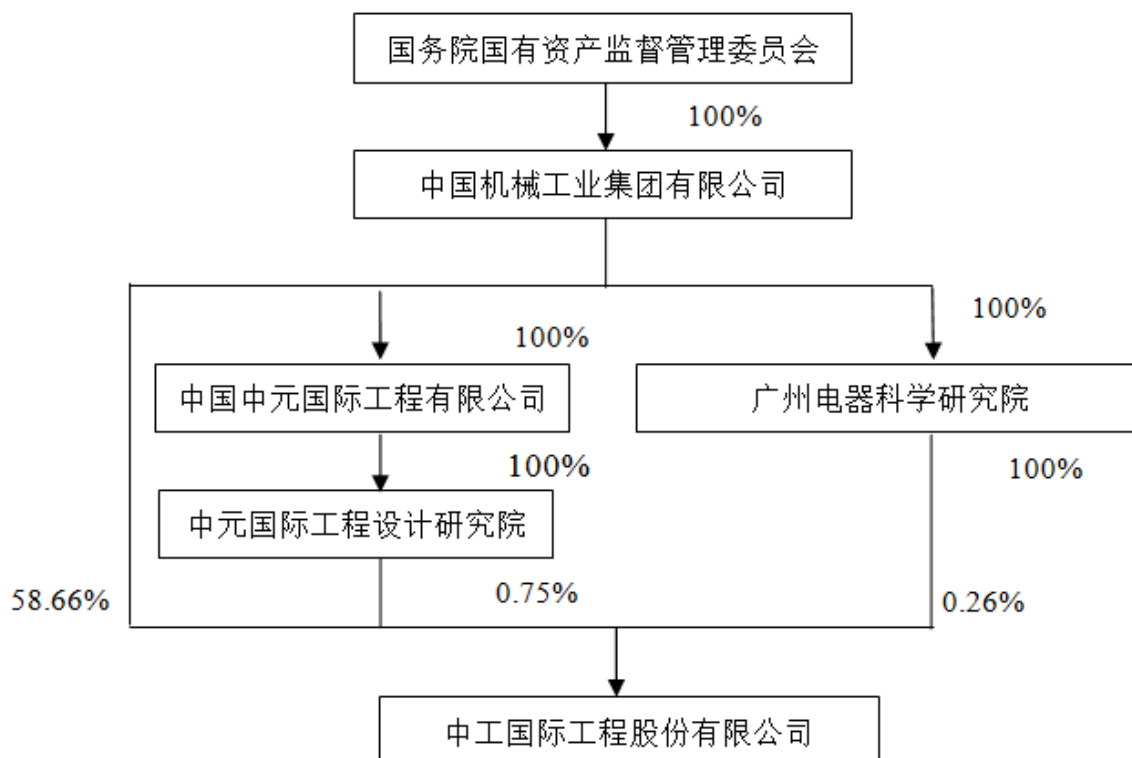 国务院国有资产监督管理委员会
100%
中国机械工业集团有限公司
100%
100%
中国中元国际工程有限公司
广州电器科学研究院
100%
100%
中元国际工程设计研究院
58.66%
0.75%
0.26%
中工国际工程股份有限公司